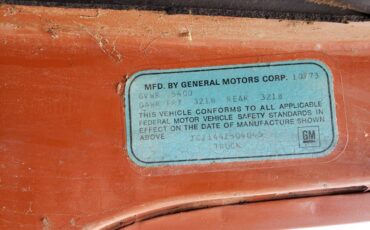 MFD. BY GENERAL MOTORS CORP. 10/73
GVWR 5400
GAWR FRT 3218 REAR 3218
THIS VEHICLE CONFORMS TO ALL APPLICABLE
FEDERAL MOTOR VEHICLE SAFETY STANDARDS IN
EFFECT ON THE DATE OF MANUFACTURE SHOWN
ABOVE
GM
TRUCK